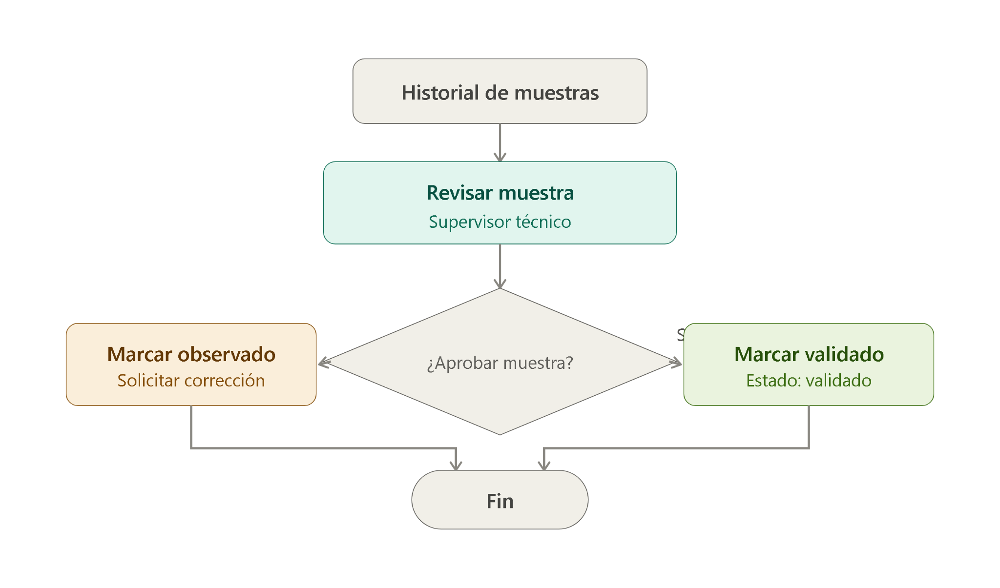 Historial de muestras
Revisar muestra
Supervisor técnico
¿Aprobar muestra?
Marcar observado
Solicitar corrección
Marcar validado
Estado: validado
Fin